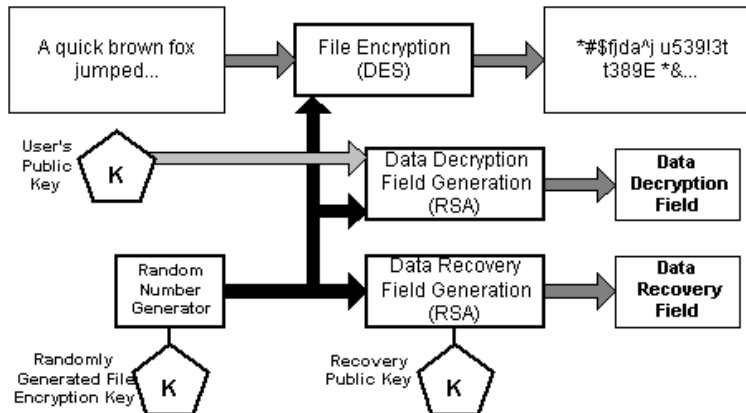 A quick brown fox
jumped...
File Encryption
(DES)
*#$fjda^j u539!3t
t389E *&...
User's
Public
Key
K
Data Decryption
Field Generation
(RSA)
Data
Decryption
Field
Random
Number
Generator
Data Recovery
Field Generation
(RSA)
Data
Recovery
Field
Randomly
Generated File
Encryption Key
K
Recovery
Public Key
K